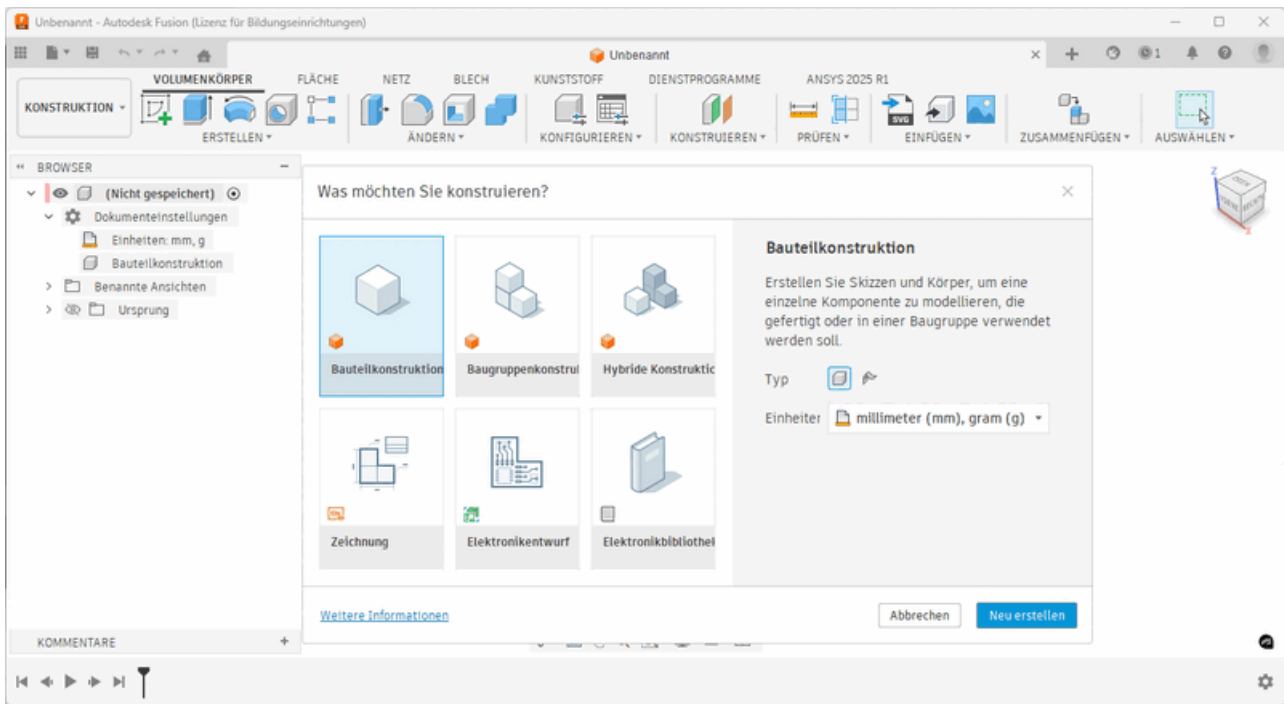 Unbenannt - Autodesk Fusion (Lizenz für Bildungseinrichtungen)
Unbenannt
1
VOLUMENKÖRPER FLÄCHE NETZ BLECH KUNSTSTOFF DIENSTPROGRAMME ANSYS 2025 R1
KONSTRUKTION
SVG
ERSTELLEN ÄNDERN KONFIGURIEREN KONSTRUIEREN PRÜFEN EINFÜGEN ZUSAMMENFÜGEN AUSWÄHLEN
BROWSER
(Nicht gespeichert)
Dokumenteinstellungen
Einheiten: mm, g
Bauteilkonstruktion
Benannte Ansichten
Ursprung
Z
X
Was möchten Sie konstruieren?
Bauteilkonstruktion
Baugruppenkonstrul
Hybride Konstruktic
Zeichnung
Elektronikentwurf
Elektronikbibliothel
Bauteilkonstruktion
Erstellen Sie Skizzen und Körper, um eine
einzelne Komponente zu modellieren, die
gefertigt oder in einer Baugruppe verwendet
werden soll.
Typ
Einheiter millimeter (mm), gram (g)
Weitere Informationen
Abbrechen Neu erstellen
KOMMENTARE